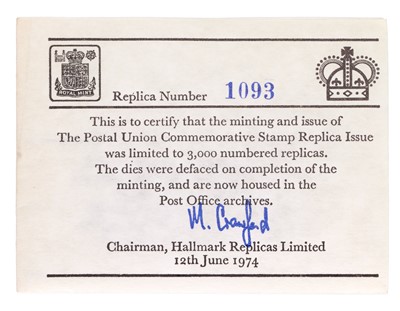 ROYAL MINT
Replica Number 1093
This is to certify that the minting and issue of
The Postal Union Commemorative Stamp Replica Issue
was limited to 3,000 numbered replicas.
The dies were defaced on completion of the
minting, and are now housed in the
Post Office archives.
M. Crawford
Chairman, Hallmark Replicas Limited
12th June 1974